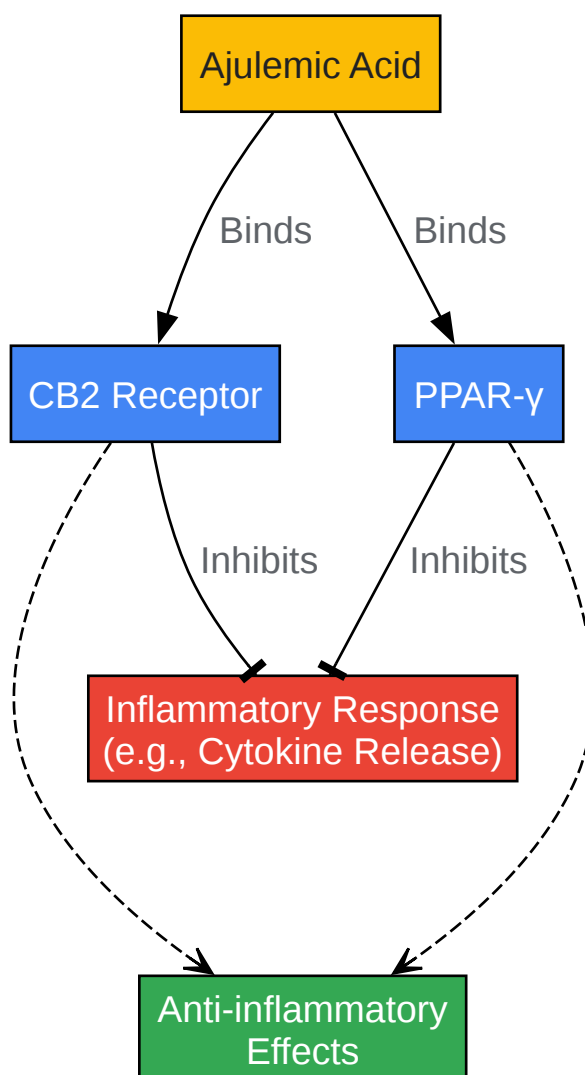 Ajulemic Acid
Binds
Binds
CB2 Receptor
PPAR-γ
Inhibits
Inhibits
Inflammatory Response
(e.g., Cytokine Release)
Anti-inflammatory
Effects